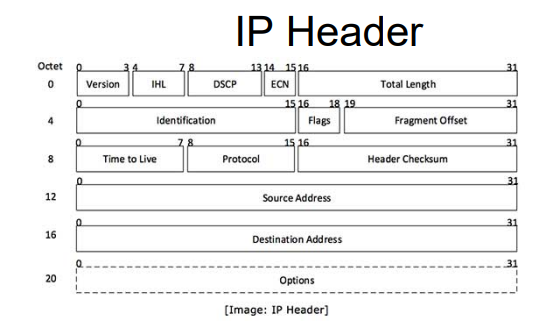 IP Header
Octet 0 3 4 7 8 13 14 15 16 31
0 Version IHL DSCP ECN Total Length
0 15 16 18 19 31
4 Identification Flags Fragment Offset
0 7 8 15 16 31
8 Time to Live Protocol Header Checksum
0 31
12 Source Address
0 31
16 Destination Address
0 31
20 Options
[Image: IP Header]